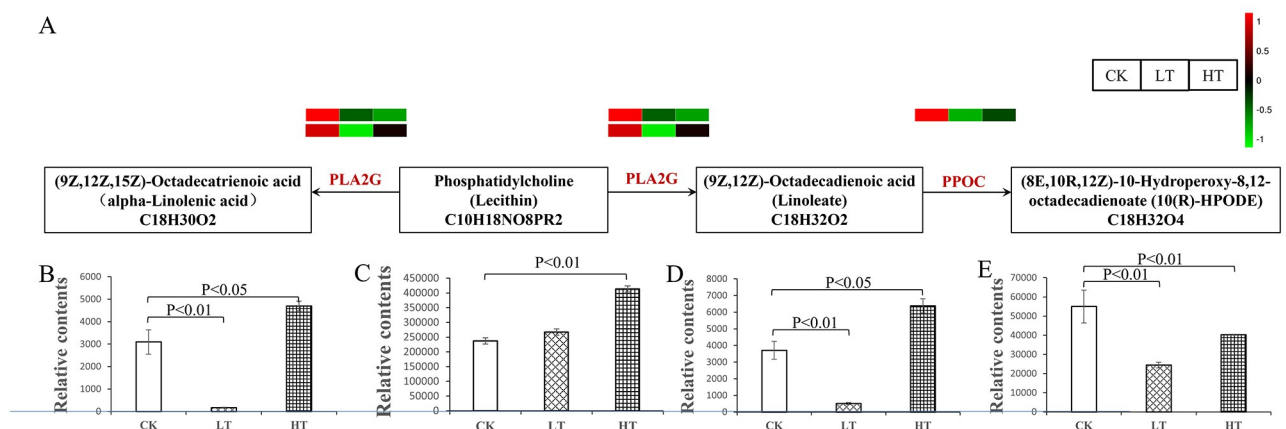 A
CK LT HT
1
0.5
0
-0.5
-1
(9Z,12Z,15Z)-Octadecatrienoic acid
（alpha-Linolenic acid）
C18H30O2
PLA2G
Phosphatidylcholine
(Lecithin)
C10H18NO8PR2
PLA2G
(9Z,12Z)-Octadecadienoic acid
(Linoleate)
C18H32O2
PPOC
(8E,10R,12Z)-10-Hydroperoxy-8,12-
octadecadienoate (10(R)-HPODE)
C18H32O4
B
Relative contents
6000
5000
4000
3000
2000
1000
0
P<0.05
P<0.01
CK LT HT
C
Relative contents
450000
400000
350000
300000
250000
200000
150000
100000
50000
0
P<0.01
CK LT HT
D
Relative contents
8000
7000
6000
5000
4000
3000
2000
1000
0
P<0.05
P<0.01
CK LT HT
E
Relative contents
70000
60000
50000
40000
30000
20000
10000
0
P<0.01
P<0.01
CK LT HT